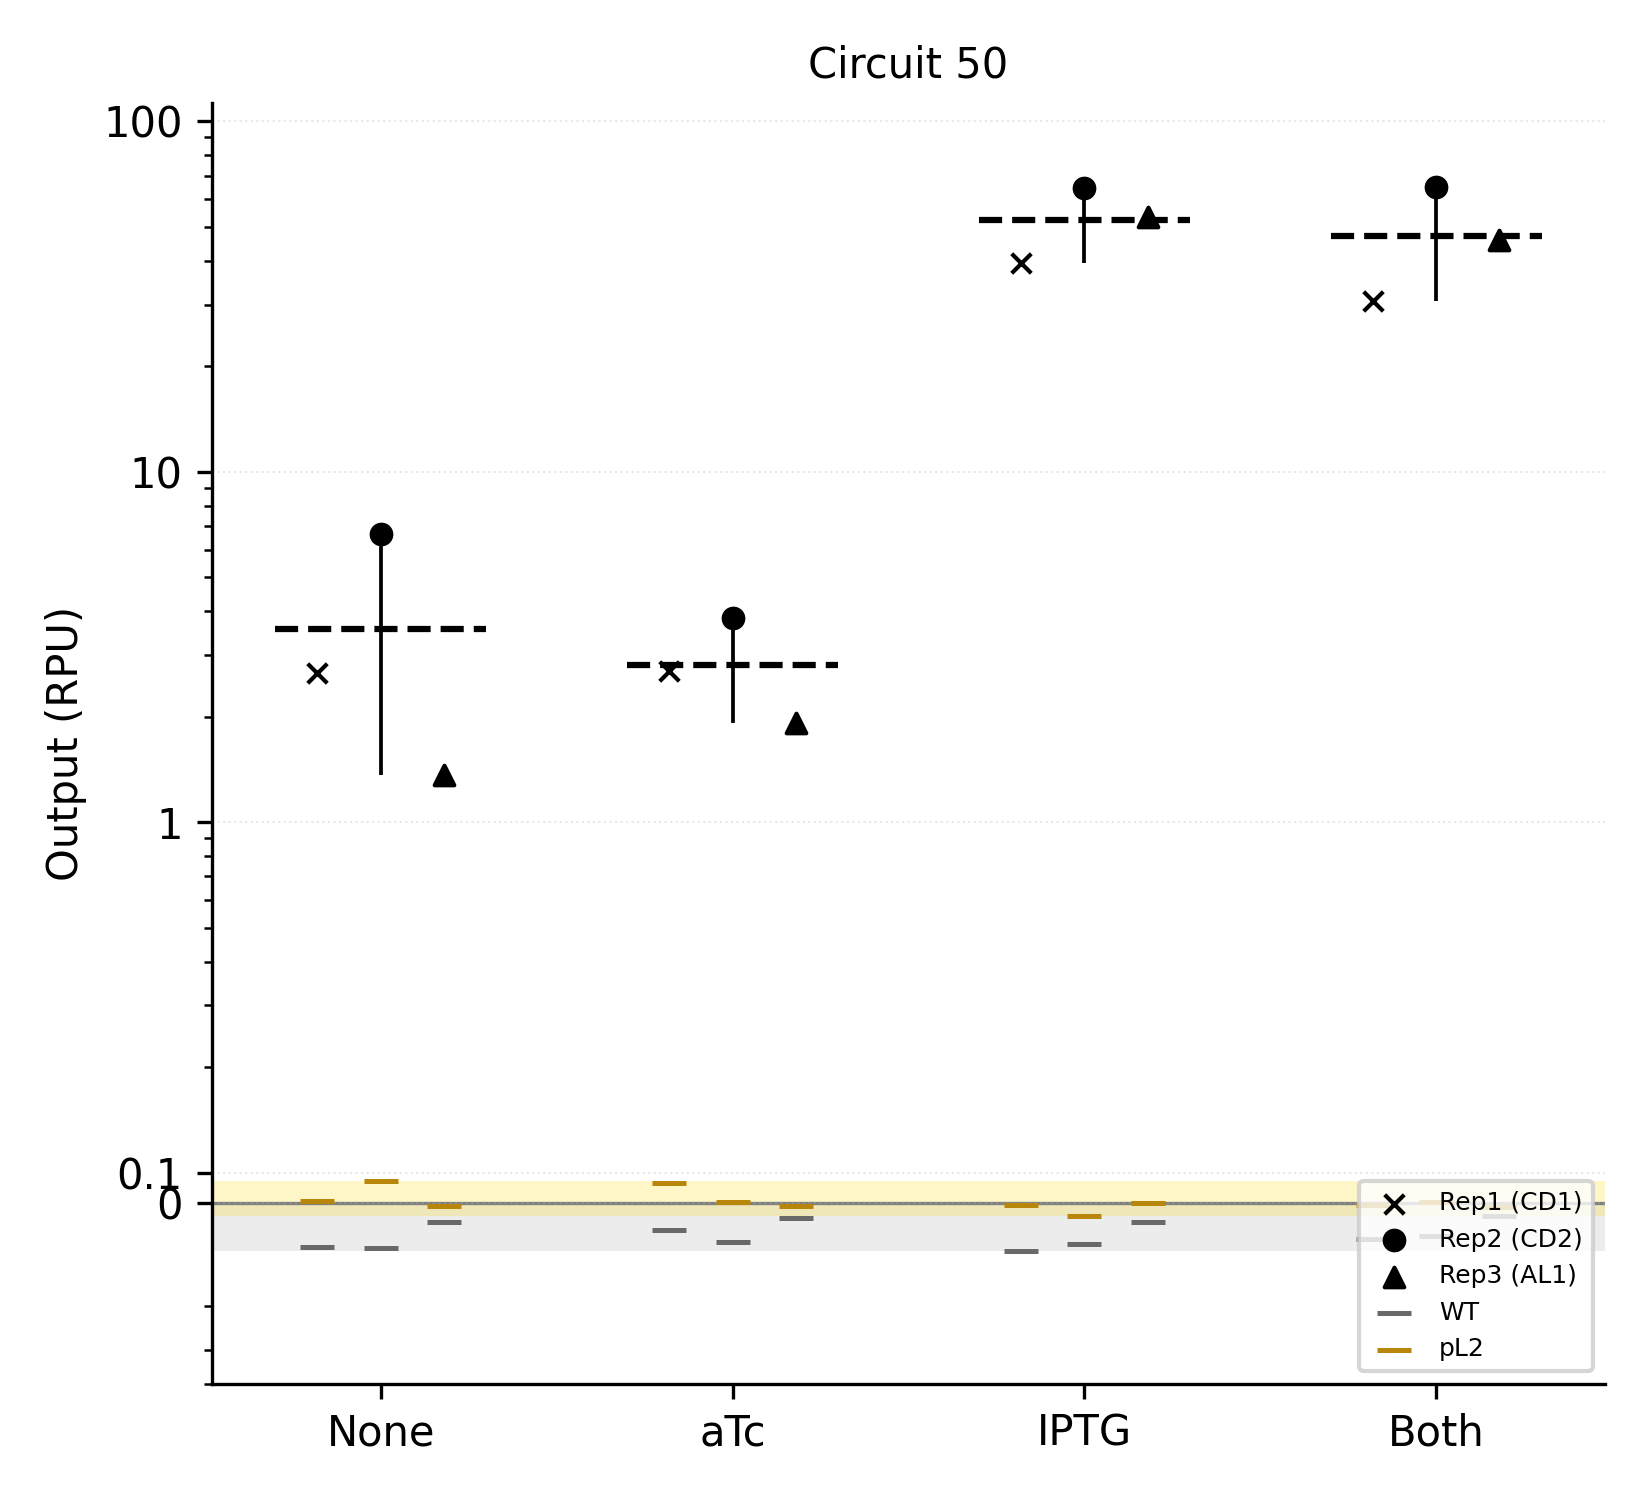 Circuit 50
Output (RPU)
100
10
1
0.1
0
None
aTc
IPTG
Both
Rep1 (CD1)
Rep2 (CD2)
Rep3 (AL1)
WT
pL2